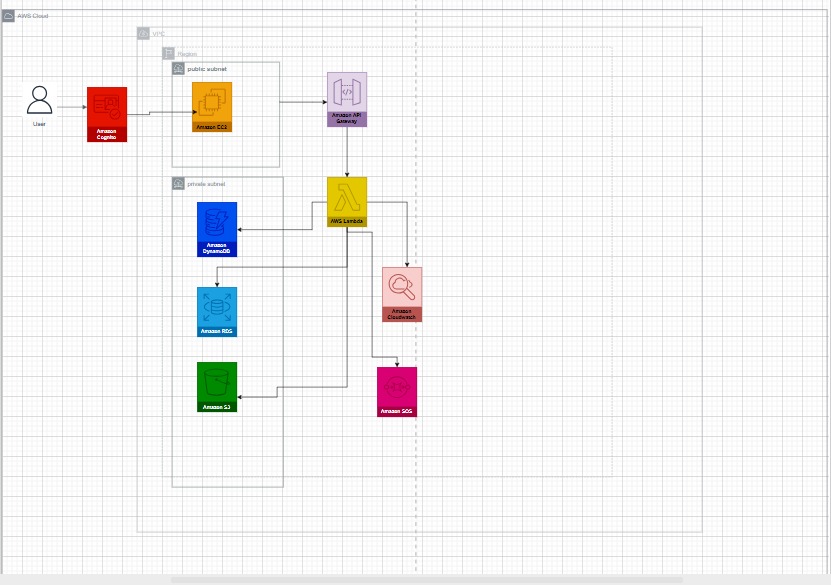 AWS Cloud
VPC
Region
public subnet
User
Amazon
Cognito
Amazon EC2
Amazon API
Gateway
private subnet
AWS Lambda
Amazon
DynamoDB
Amazon RDS
Amazon
Cloudwatch
Amazon S3
Amazon SQS